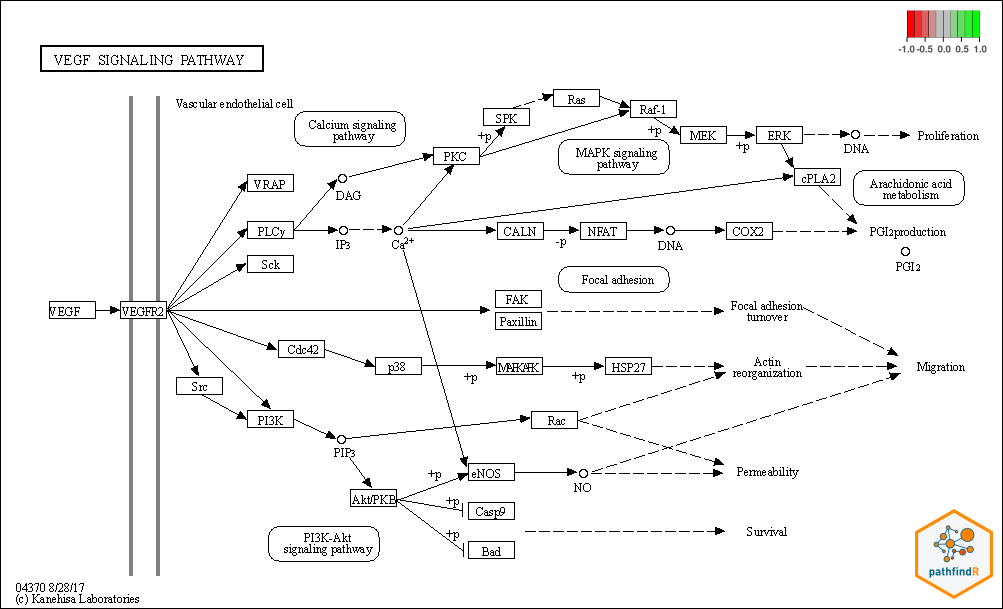 -1.0 -0.5 0.0 0.5 1.0
VEGF SIGNALING PATHWAY
Vascular endothelial cell
Calcium signaling
pathway
SPK
Ras
Raf-1
+p
+p
MEK
+p
ERK
DNA
Proliferation
PKC
MAPK signaling
pathway
cPLA2
Arachidonic acid
metabolism
VRAP
DAG
PLCγ
IP3
Ca2+
CALN
-p
NFAT
DNA
COX2
PGI2production
PGI2
Sck
Focal adhesion
VEGF
VEGFR2
FAK
Paxillin
Focal adhesion
turnover
Cdc42
p38
+p
MAPKAPK
+p
HSP27
Actin
reorganization
Migration
Src
PI3K
PIP3
Rac
Akt/PKB
+p
eNOS
NO
Permeability
+p
Casp9
+p
Bad
Survival
PI3K-Akt
signaling pathway
pathfindR
04370 8/28/17
(c) Kanehisa Laboratories